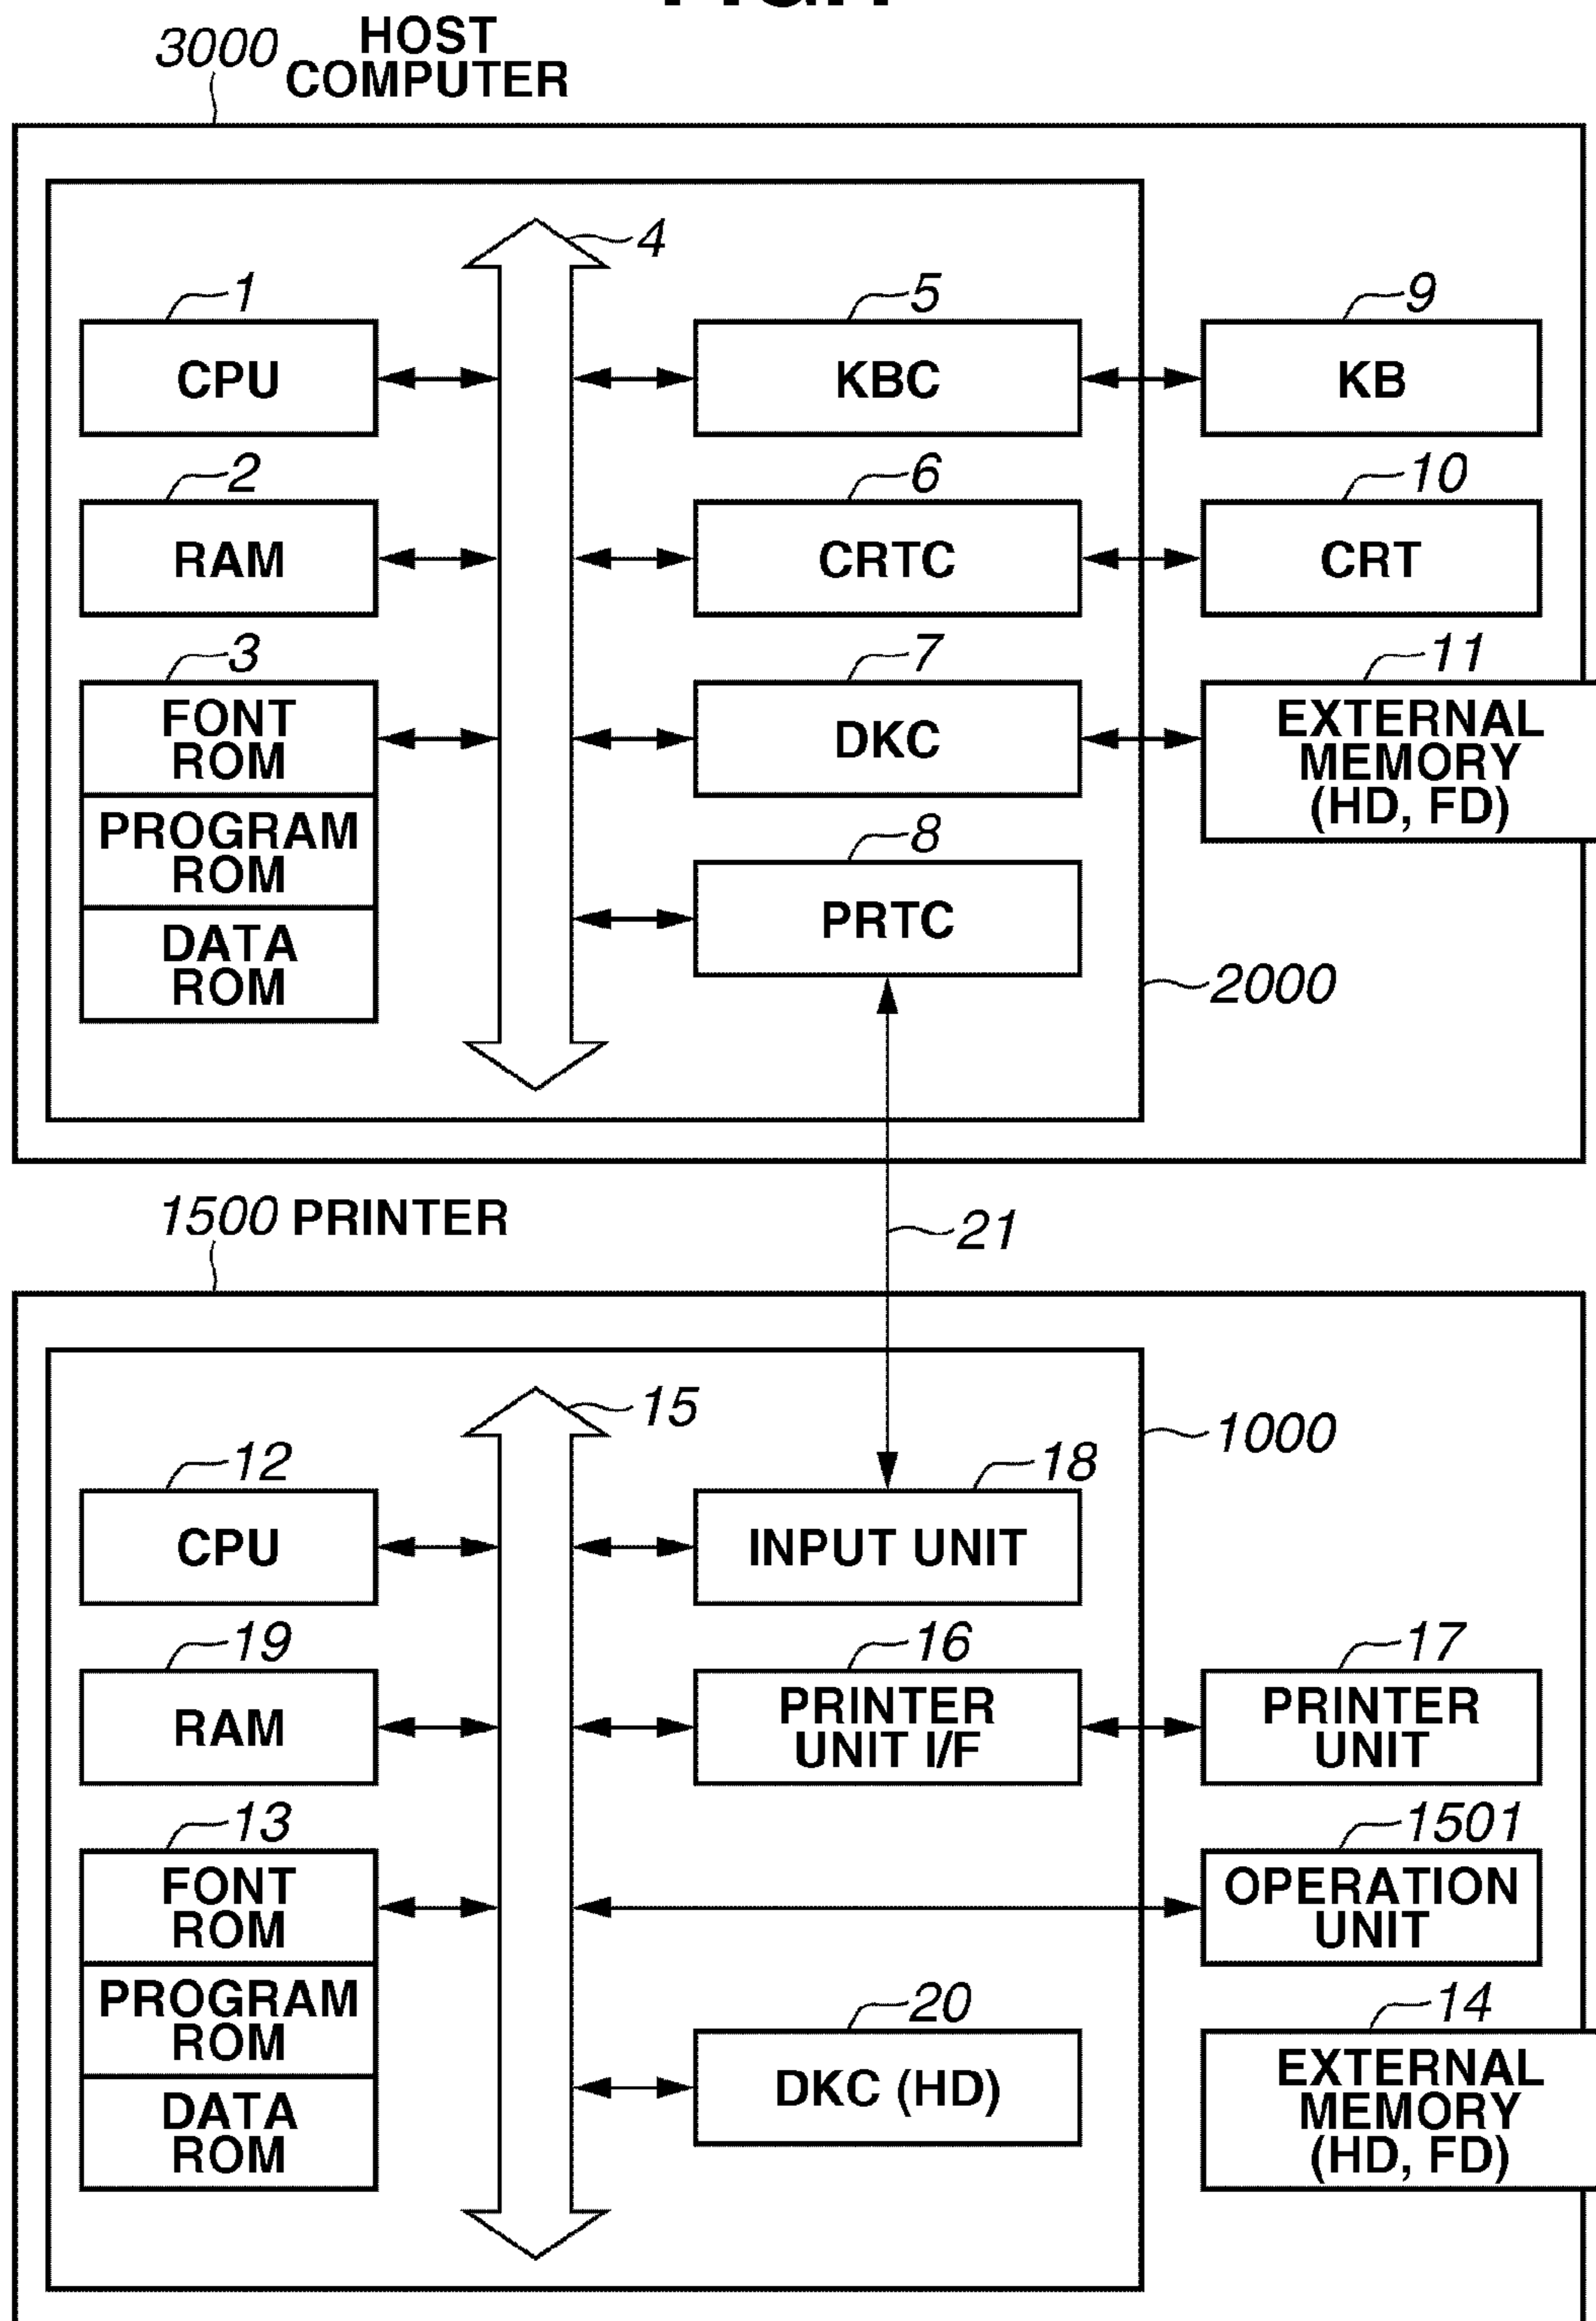 HOST
3000 COMPUTER
4
1
5
9
CPU
KBC
KB
2
6
10
RAM
CRTC
CRT
3
7
11
FONT
ROM
DKC
EXTERNAL
MEMORY
(HD, FD)
PROGRAM
ROM
8
PRTC
DATA
ROM
2000
1500 PRINTER
21
15
1000
12
18
CPU
INPUT UNIT
19
16
17
RAM
PRINTER
UNIT I/F
PRINTER
UNIT
13
1501
FONT
ROM
OPERATION
UNIT
PROGRAM
ROM
20
14
DKC (HD)
EXTERNAL
MEMORY
(HD, FD)
DATA
ROM